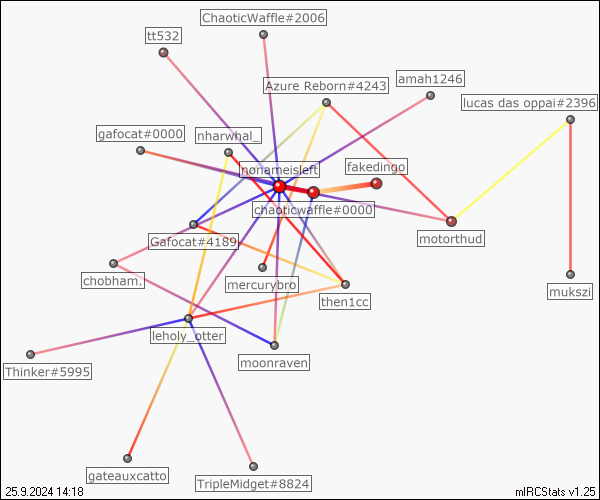 ChaoticWaffle#2006
tt532
Azure Reborn#4243
amah1246
lucas das oppai#2396
gafocat#0000
nharwhal_
nonameisleft
fakedingo
chaoticwaffle#0000
Gafocat#4189
motorthud
chobham.
mercurybro
then1cc
mukszi
leholy_otter
moonraven
Thinker#5995
gateauxcatto
TripleMidget#8824
25.9.2024 14:18
mIRCStats v1.25